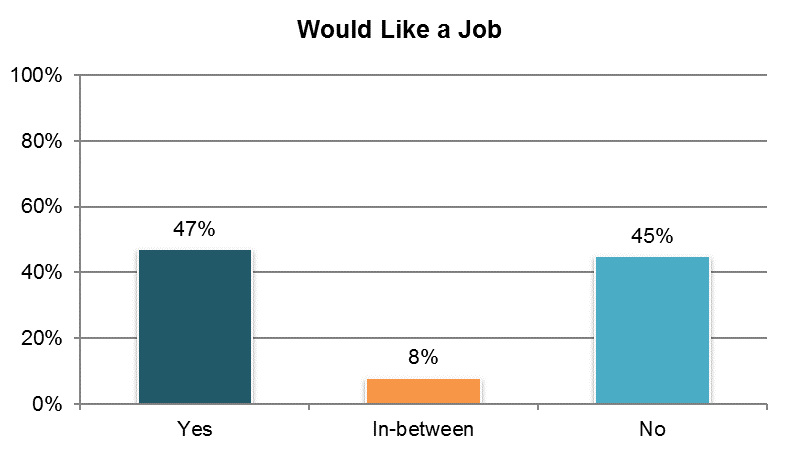 Would Like a Job
100%
80%
60%
40%
20%
0%
47%
8%
45%
Yes
In-between
No